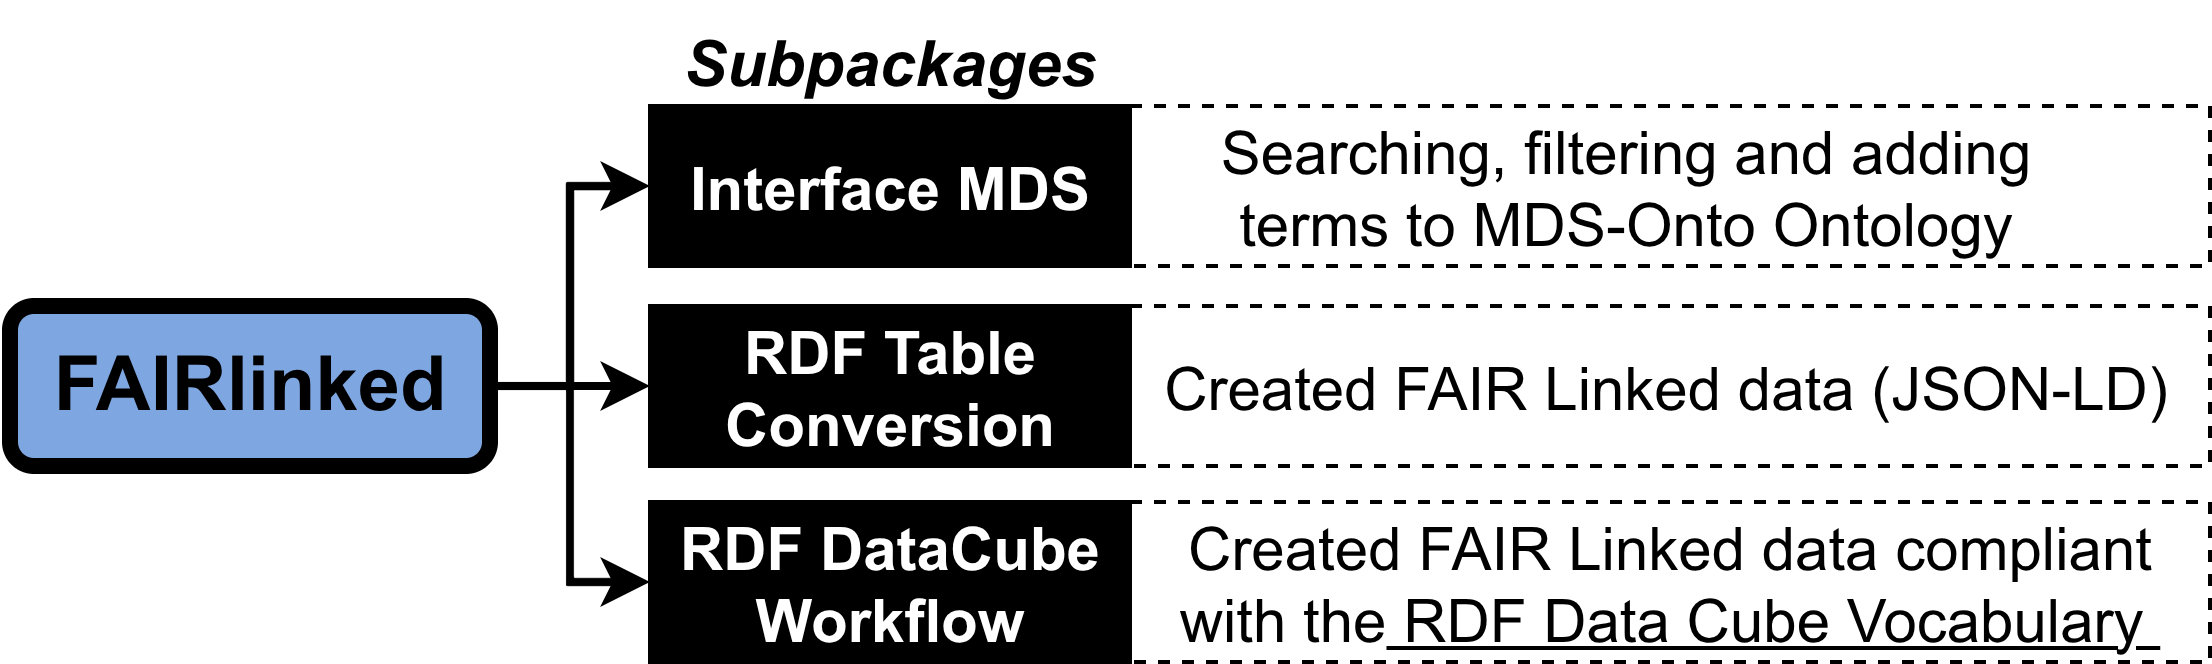 Subpackages
FAIRlinked
Interface MDS
Searching, filtering and adding
terms to MDS-Onto Ontology
RDF Table
Conversion
Created FAIR Linked data (JSON-LD)
RDF DataCube
Workflow
Created FAIR Linked data compliant
with the RDF Data Cube Vocabulary